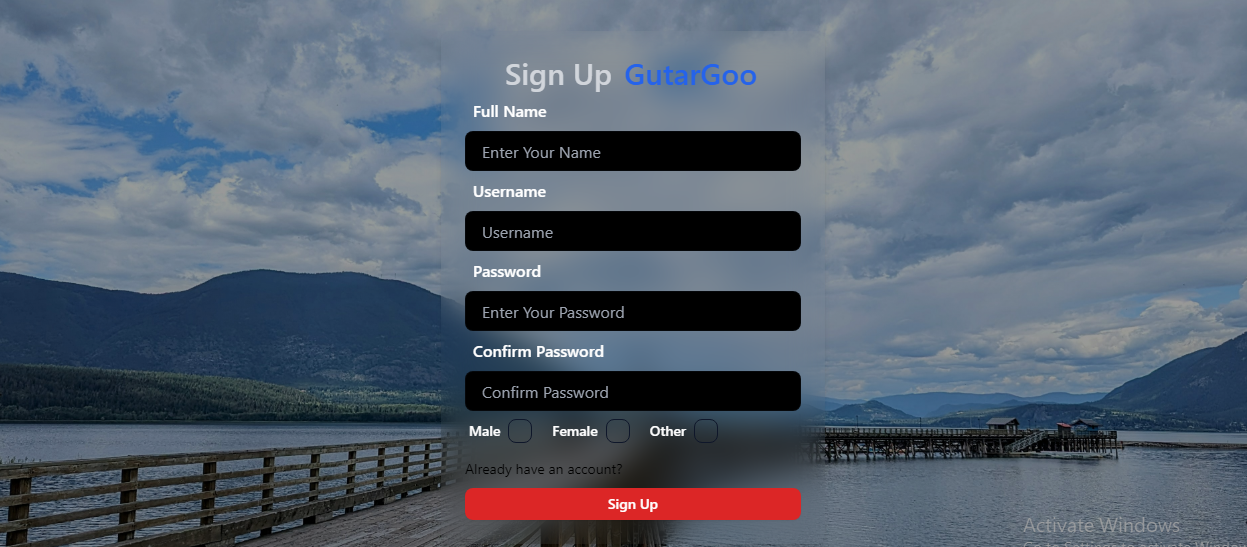 Sign Up GutarGoo
Full Name
Enter Your Name
Username
Username
Password
Enter Your Password
Confirm Password
Confirm Password
Male Female Other
Already have an account?
Sign Up
Activate Windows